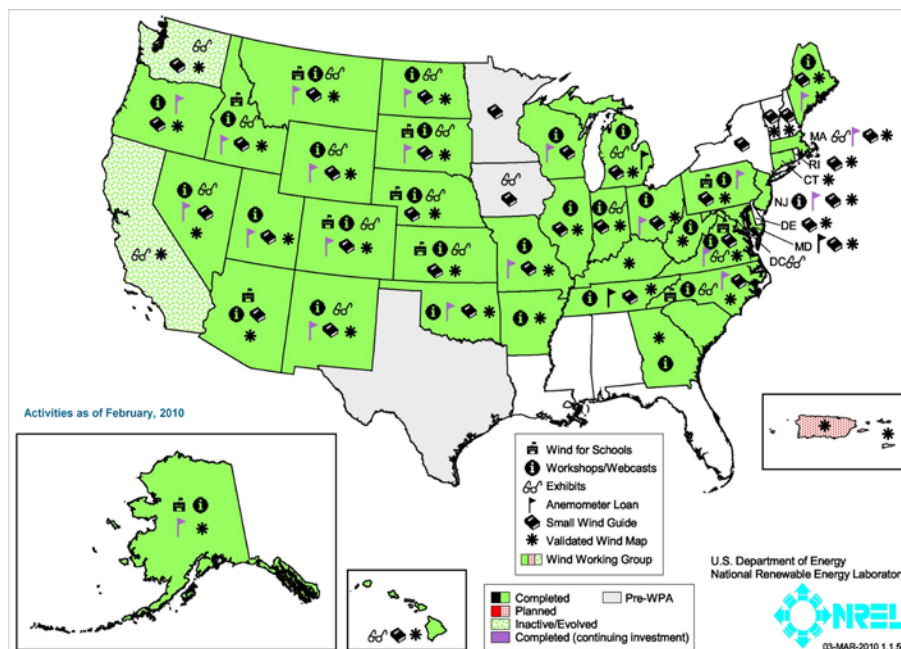 MA
RI
CT
NJ
DE
MD
DC
Activities as of February, 2010
Wind for Schools
Workshops/Webcasts
Exhibits
Anemometer Loan
Small Wind Guide
Validated Wind Map
Wind Working Group
Completed
Pre-WPA
Planned
Inactive/Evolved
Completed (continuing investment)
U.S. Department of Energy
National Renewable Energy Laboratory
NREL
03-MAR-2010 1.1.5